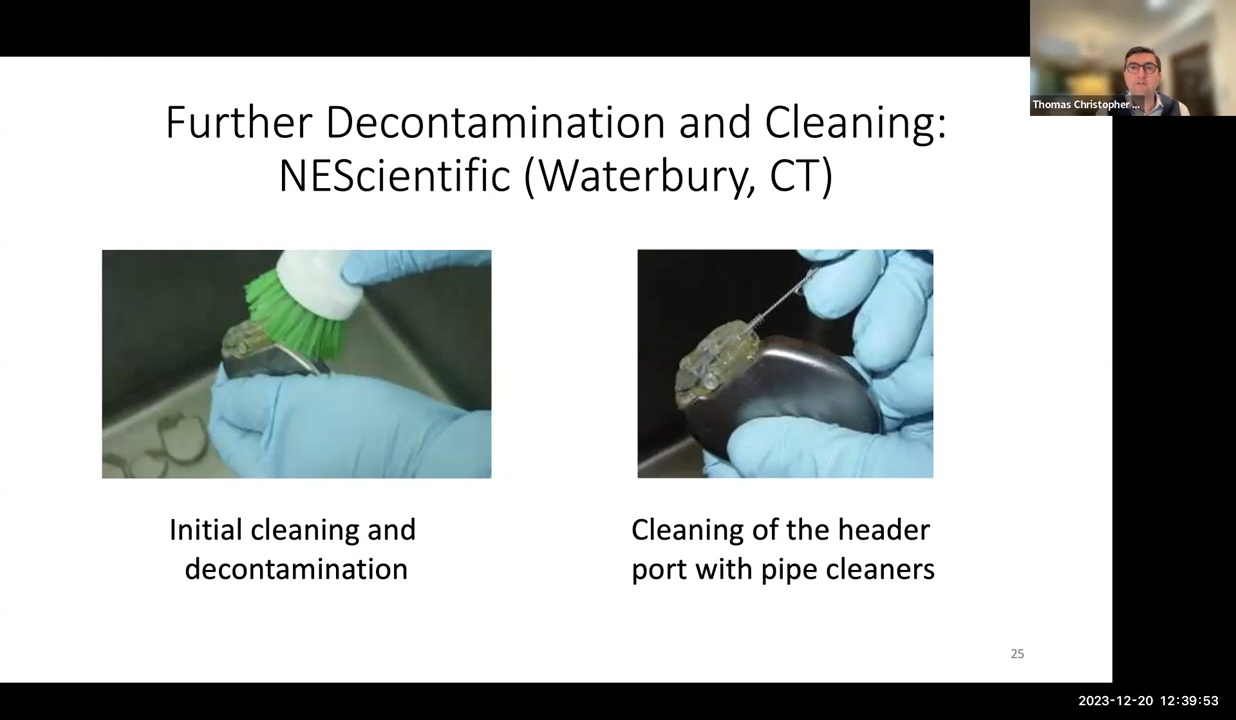 Thomas Christopher ...
Further Decontamination and Cleaning:
NEScientific (Waterbury, CT)
Initial cleaning and
decontamination
Cleaning of the header
port with pipe cleaners
25
2023-12-20 12:39:53